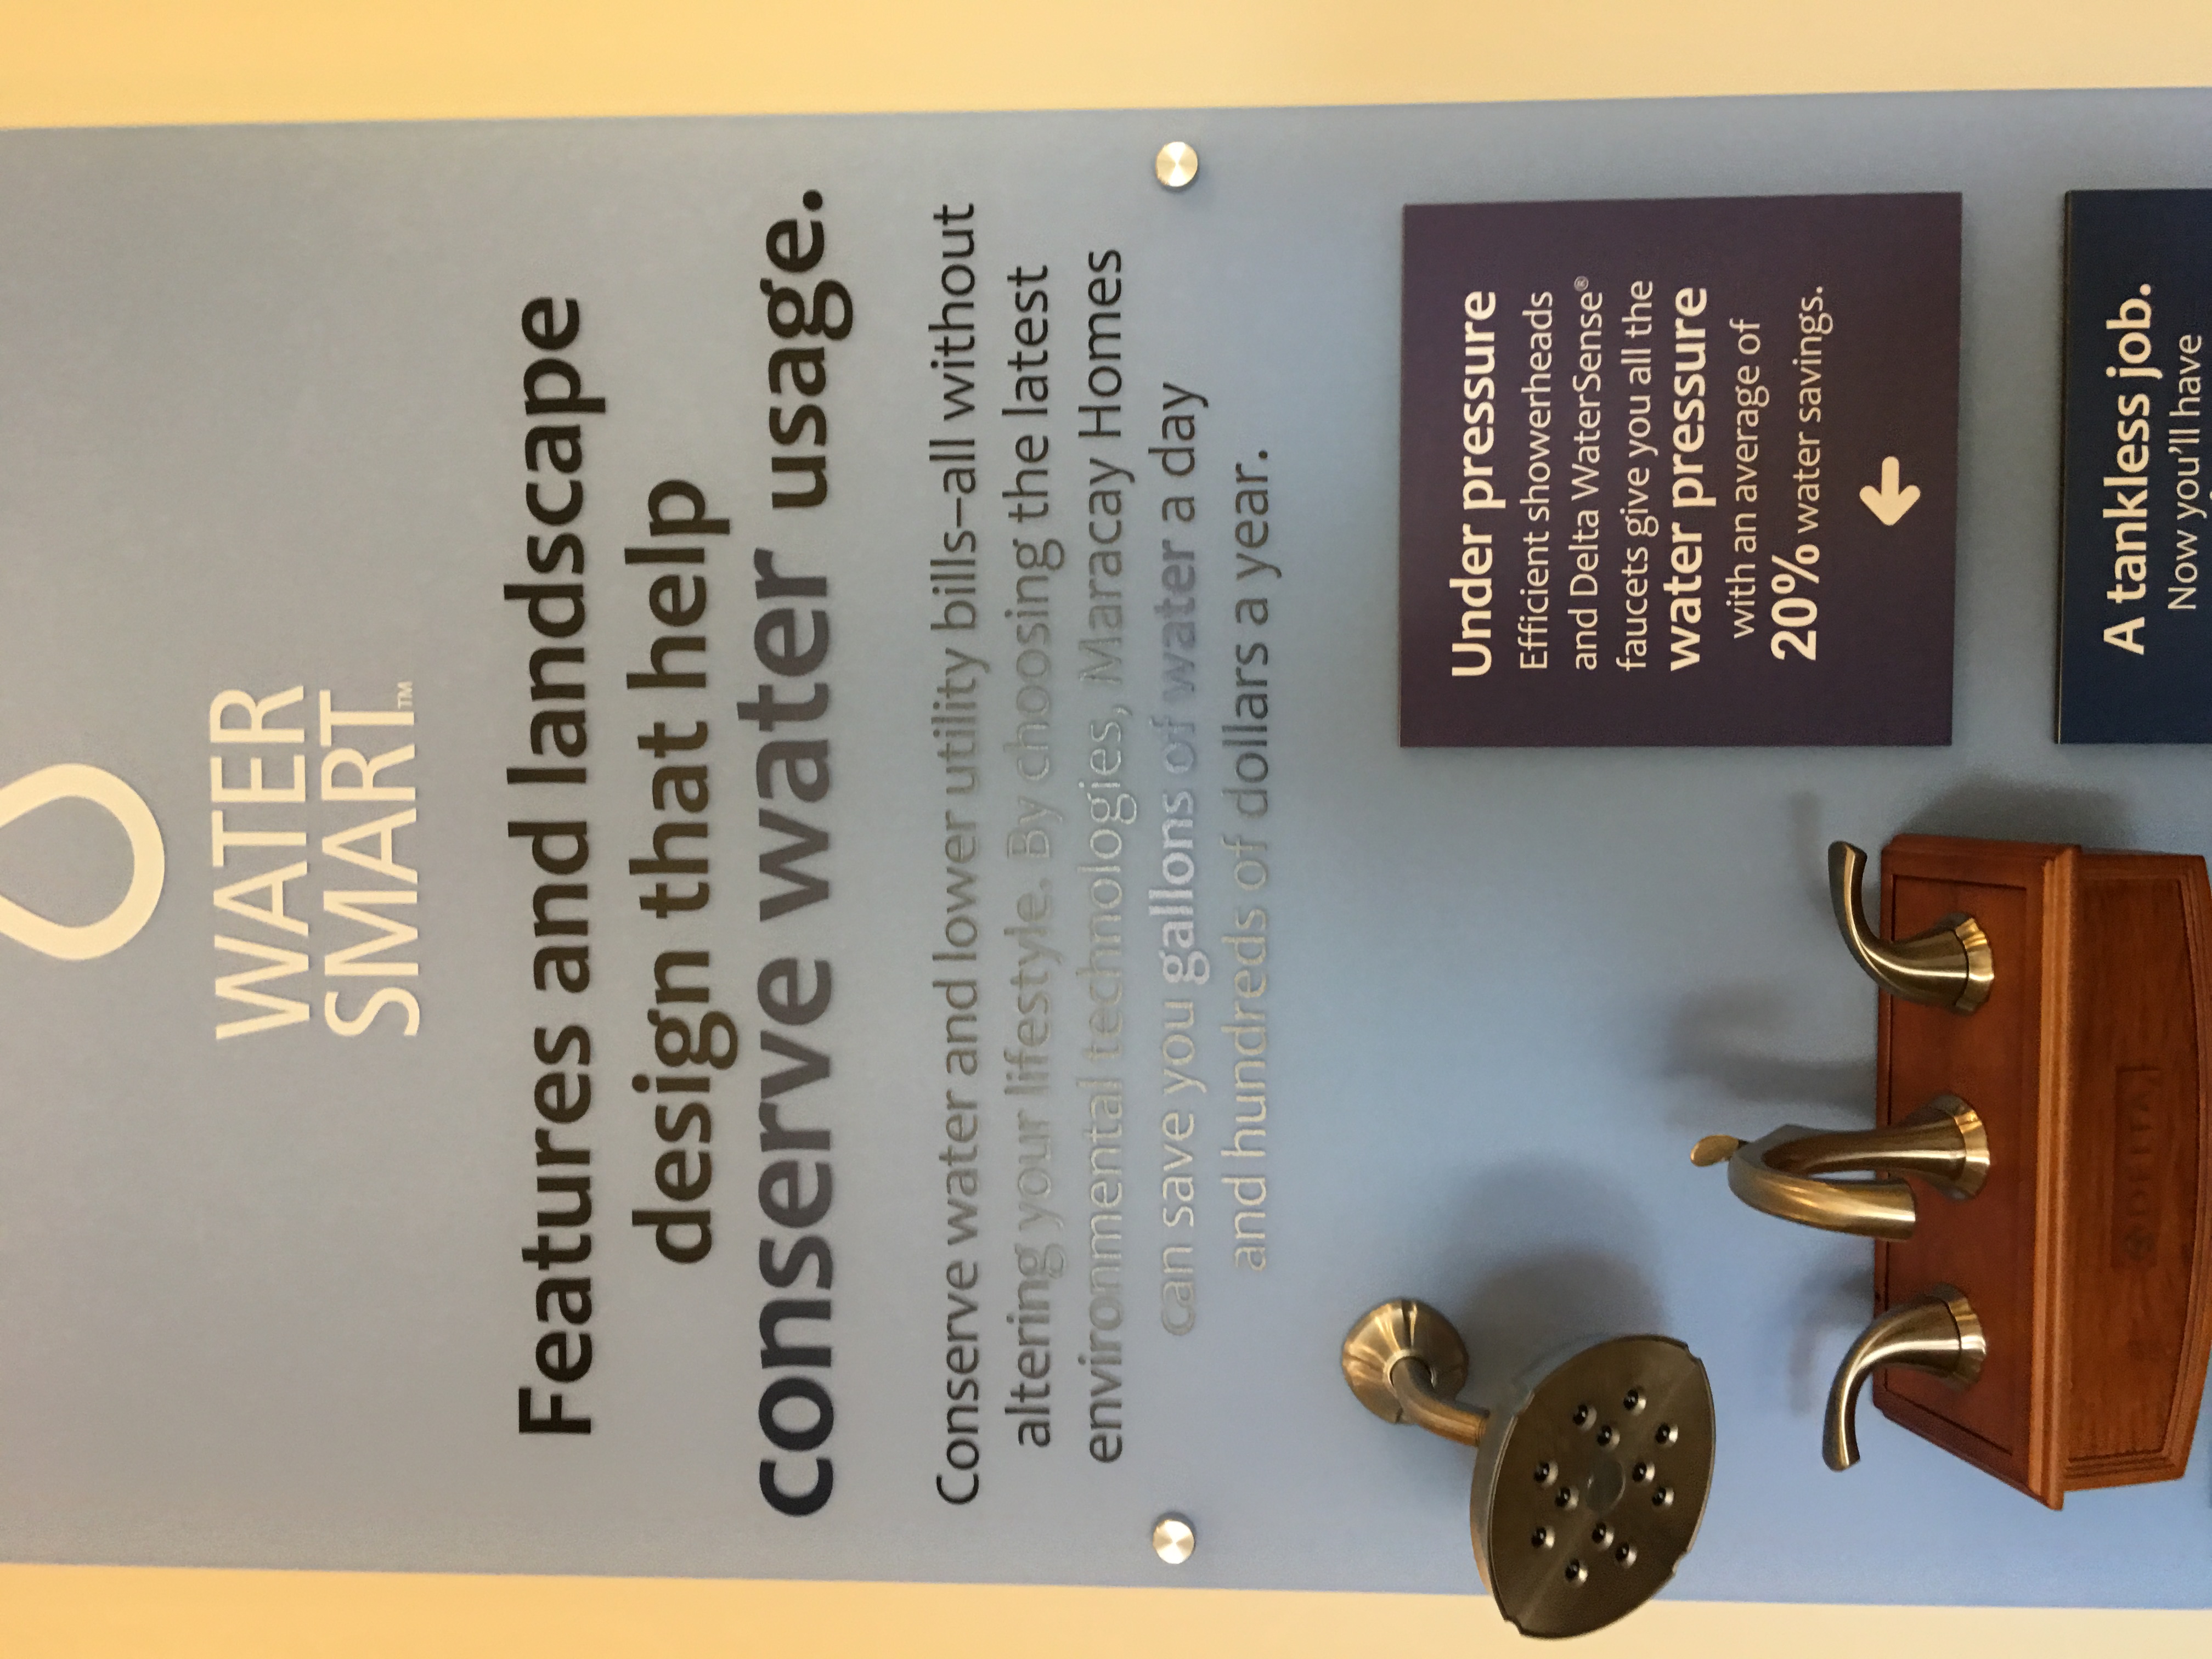 WATER
SMART™
Features and landscape
design that help
conserve water usage.
Conserve water and lower utility bills–all without
altering your lifestyle. By choosing the latest
environmental technologies, Maracay Homes
can save you gallons of water a day
and hundreds of dollars a year.
Under pressure
Efficient showerheads
and Delta WaterSense®
faucets give you all the
water pressure
with an average of
20% water savings.
DELTA
A tankless job.
Now you'll have